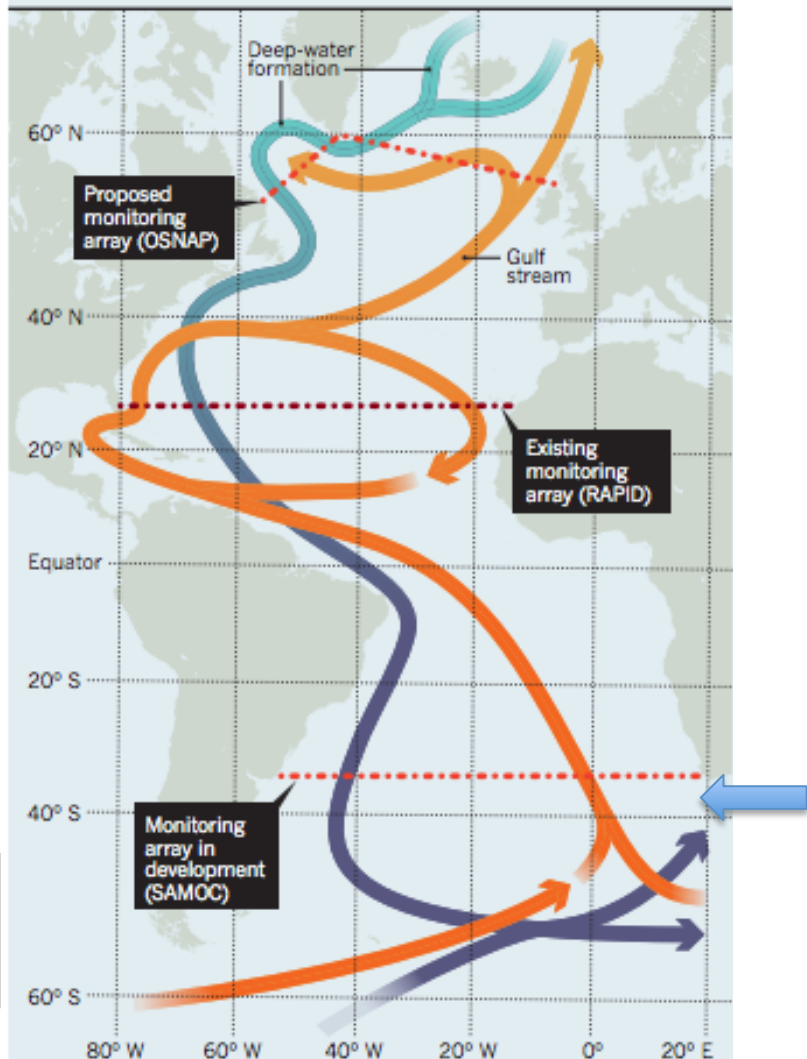 Deep-water
formation
60° N
Proposed
monitoring
array (OSNAP)
Gulf
stream
40° N
20° N
Existing
monitoring
array (RAPID)
Equator
20° S
40° S
Monitoring
array in
development
(SAMOC)
60° S
80° W 60° W 40° W 20° W 0° 20° E